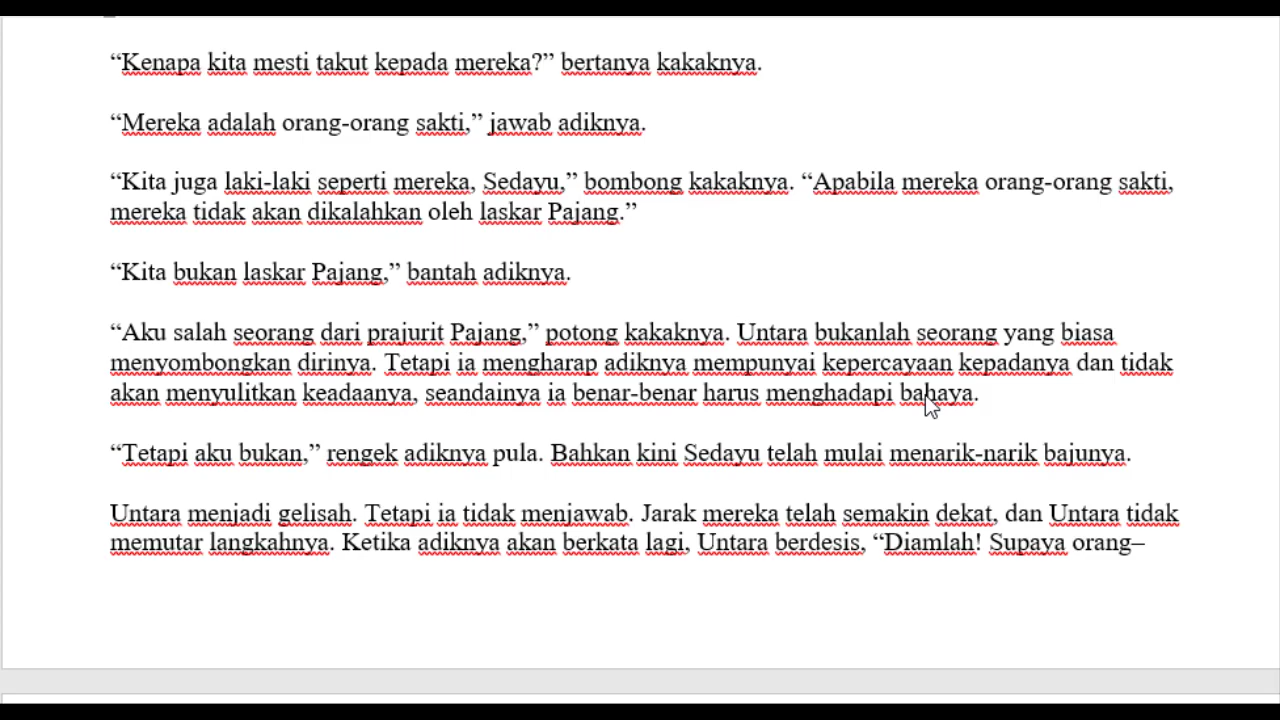 “Kenapa kita mesti takut kepada mereka?” bertanya kakaknya.
“Mereka adalah orang-orang sakti,” jawab adiknya.
“Kita juga laki-laki seperti mereka, Sedayu,” bombong kakaknya. “Apabila mereka orang-orang sakti,
mereka tidak akan dikalahkan oleh laskar Pajang.”
“Kita bukan laskar Pajang,” bantah adiknya.
“Aku salah seorang dari prajurit Pajang,” potong kakaknya. Untara bukanlah seorang yang biasa
menyombongkan dirinya. Tetapi ia mengharap adiknya mempunyai kepercayaan kepadanya dan tidak
akan menyulitkan keadaanya, seandainya ia benar-benar harus menghadapi bahaya.
“Tetapi aku bukan,” rengek adiknya pula. Bahkan kini Sedayu telah mulai menarik-narik bajunya.
Untara menjadi gelisah. Tetapi ia tidak menjawab. Jarak mereka telah semakin dekat, dan Untara tidak
memutar langkahnya. Ketika adiknya akan berkata lagi, Untara berdesis, “Diamlah! Supaya orang–